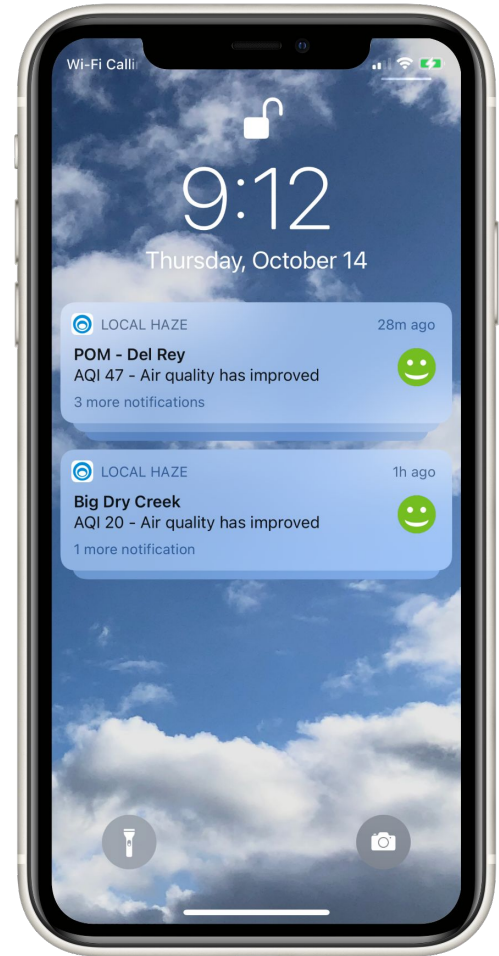 Wi-Fi Calli
9:12
Thursday, October 14
LOCAL HAZE 28m ago
POM - Del Rey
AQI 47 - Air quality has improved
3 more notifications
LOCAL HAZE 1h ago
Big Dry Creek
AQI 20 - Air quality has improved
1 more notification